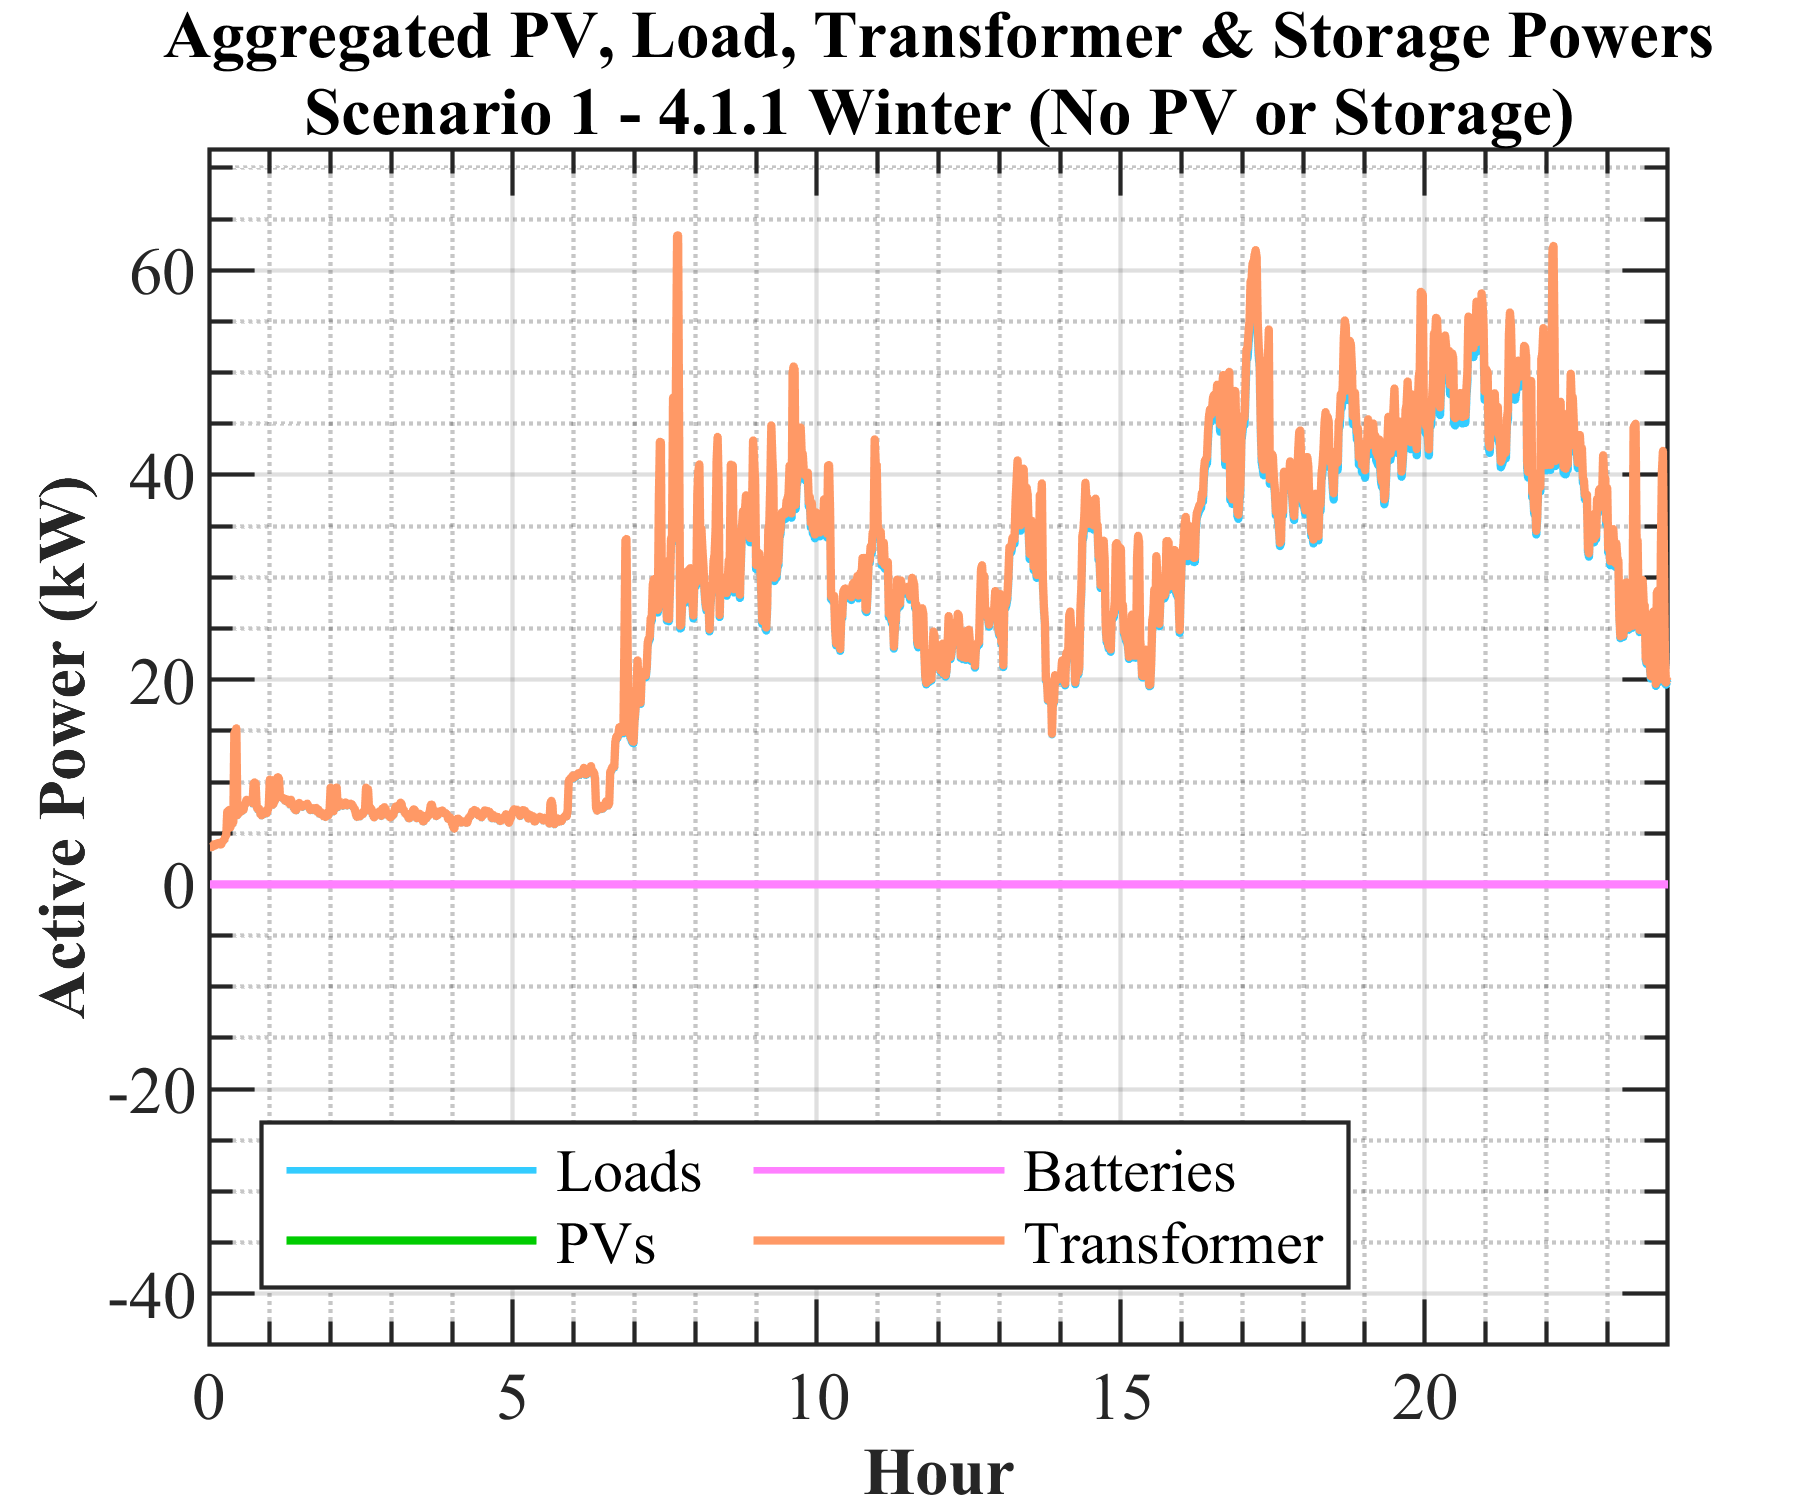 Aggregated PV, Load, Transformer & Storage Powers
Scenario 1 - 4.1.1 Winter (No PV or Storage)
Active Power (kW)
60
40
20
0
-20
-40
Loads
Batteries
PVs
Transformer
0 5 10 15 20
Hour